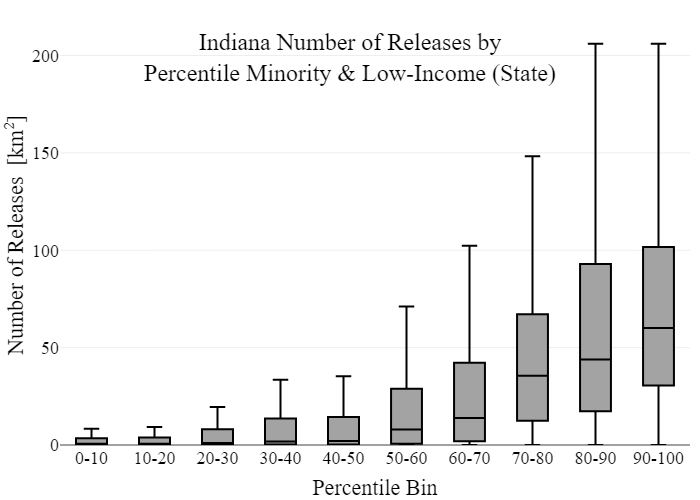 Indiana Number of Releases by
Percentile Minority & Low-Income (State)
Number of Releases [km²]
200
150
100
50
0
0-10 10-20 20-30 30-40 40-50 50-60 60-70 70-80 80-90 90-100
Percentile Bin